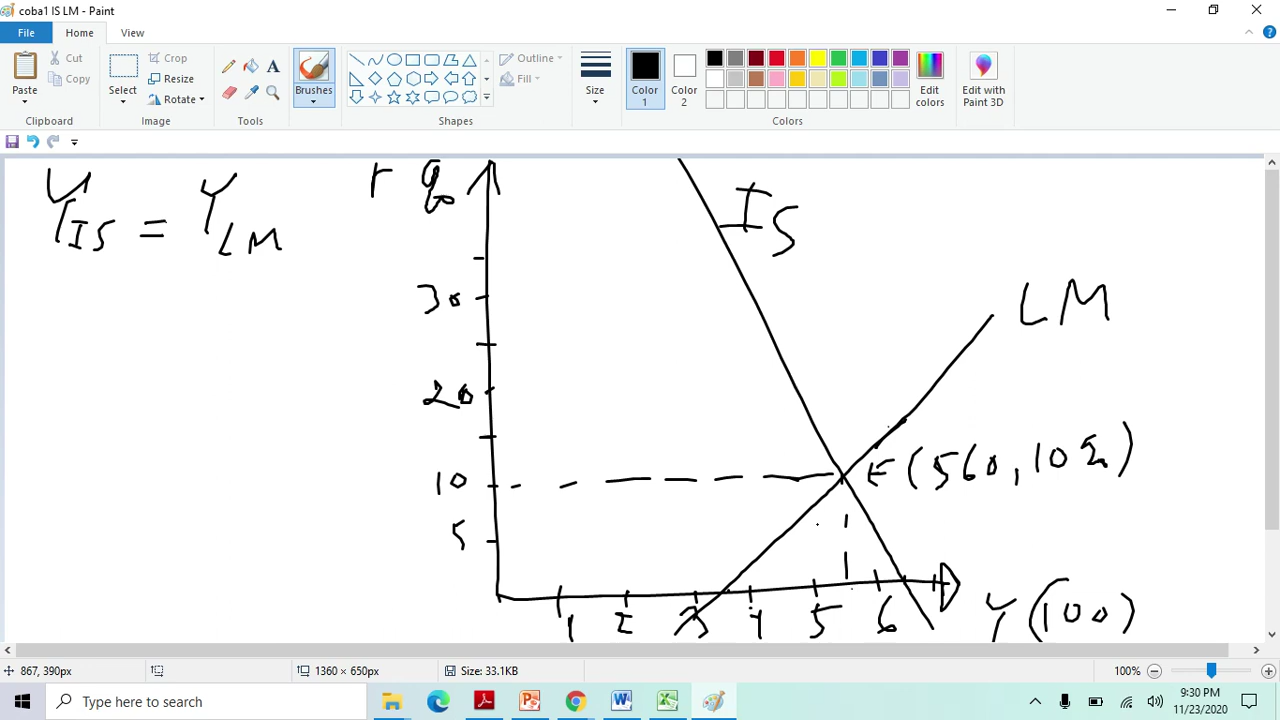 coba1 IS LM - Paint
File Home View
Paste
Cut
Copy
Clipboard
Select
Crop
Resize
Rotate
Image
A
Tools
Brushes
Outline
Fill
Shapes
Size
Color 1
Color 2
Edit colors
Edit with Paint 3D
Colors
Y IS = Y LM
r %
30
20
10
5
IS
LM
E (560, 10%)
1 2 3 4 5 6
Y (100)
867, 390px
1360 × 650px
Size: 33.1KB
100%
Type here to search
9:30 PM
11/23/2020